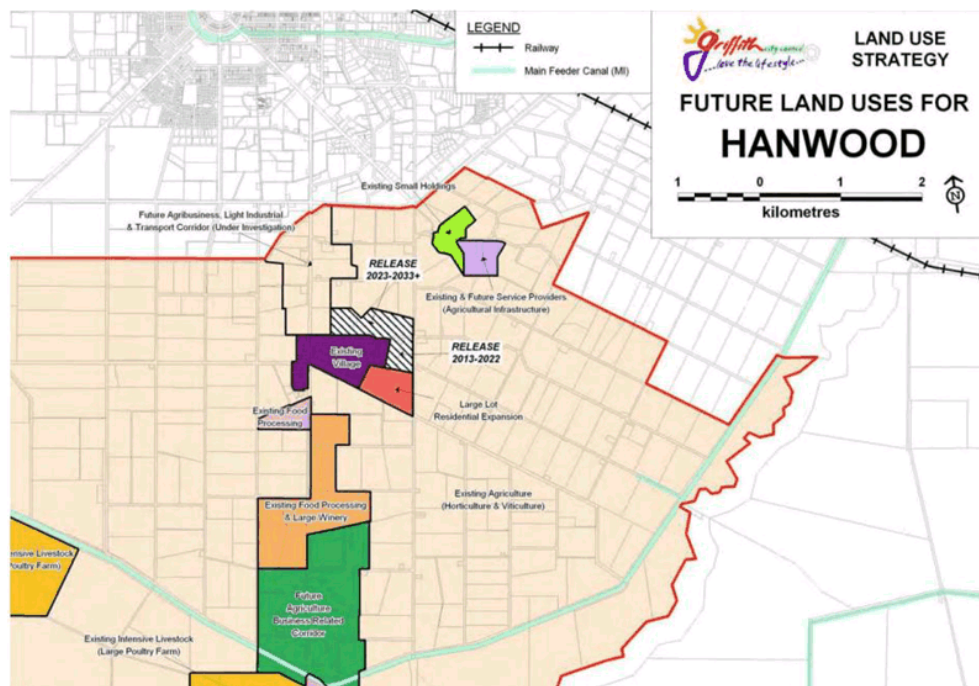 LEGEND
Railway
Main Feeder Canal (MI)
griffith city council
...love the lifestyle...
LAND USE
STRATEGY
FUTURE LAND USES FOR
HANWOOD
1 0 1 2
kilometres
N
Existing Small Holdings
Future Agribusiness, Light Industrial
& Transport Corridor (Under Investigation)
RELEASE
2023-2033+
Existing & Future Service Providers
(Agricultural Infrastructure)
RELEASE
2013-2022
Existing
Village
Large Lot
Residential Expansion
Existing Food
Processing
Existing Agriculture
(Horticulture & Viticulture)
Existing Food Processing
& Large Winery
ensive Livestock
Poultry Farm)
Future
Agriculture
Business Related
Corridor
Existing Intensive Livestock
(Large Poultry Farm)